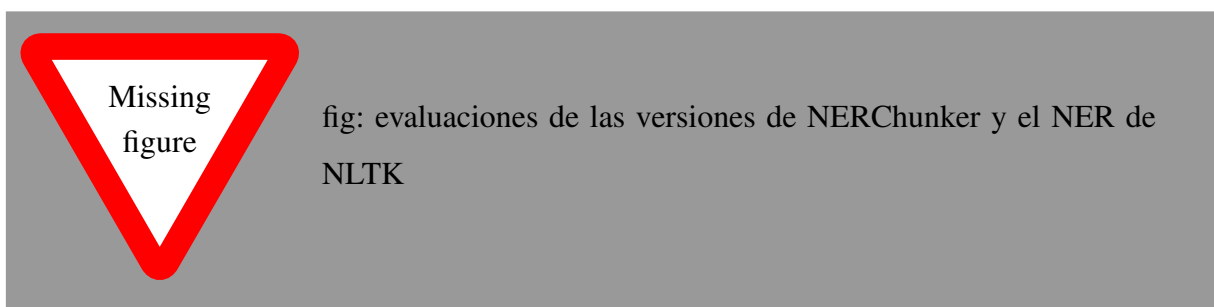 Missing
figure
fig: evaluaciones de las versiones de NERChunker y el NER de
NLTK